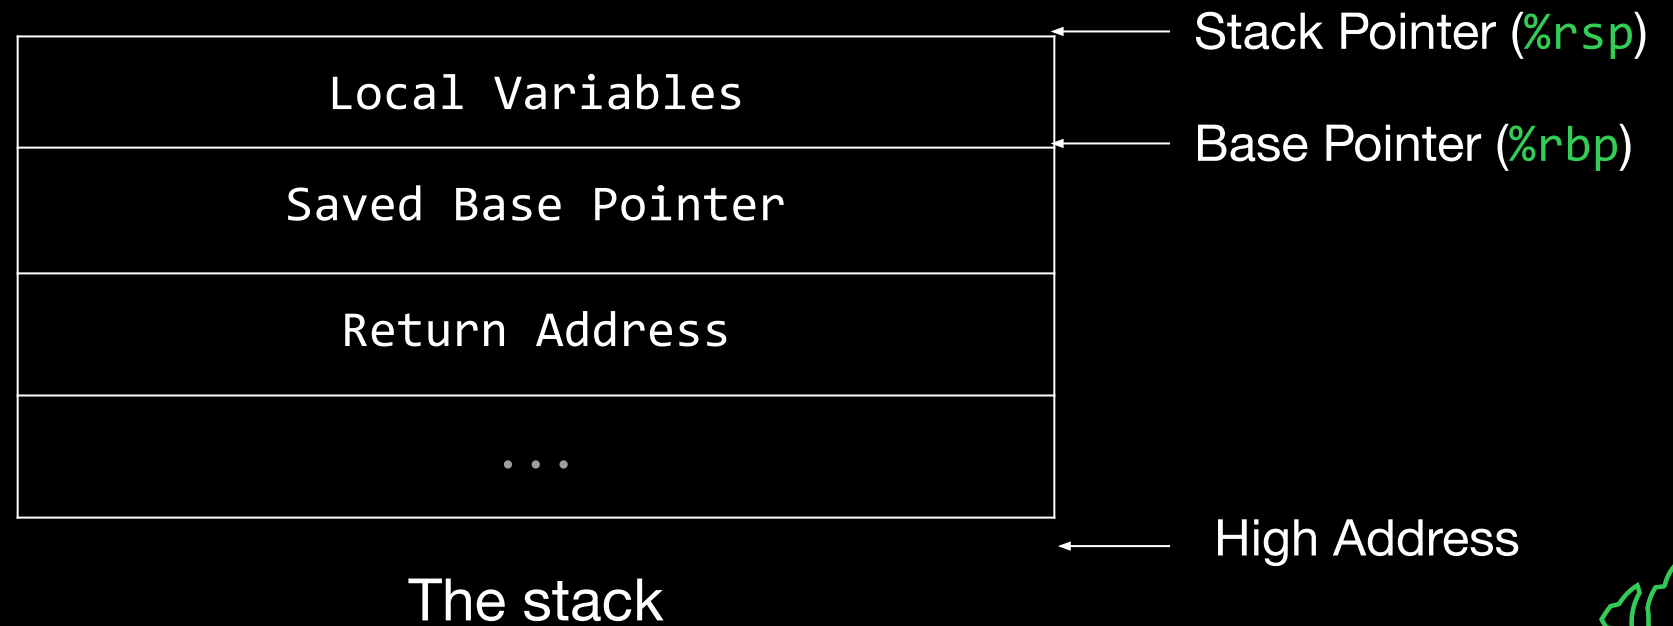 Stack Pointer (%rsp)
Local Variables
Base Pointer (%rbp)
Saved Base Pointer
Return Address
...
High Address
The stack